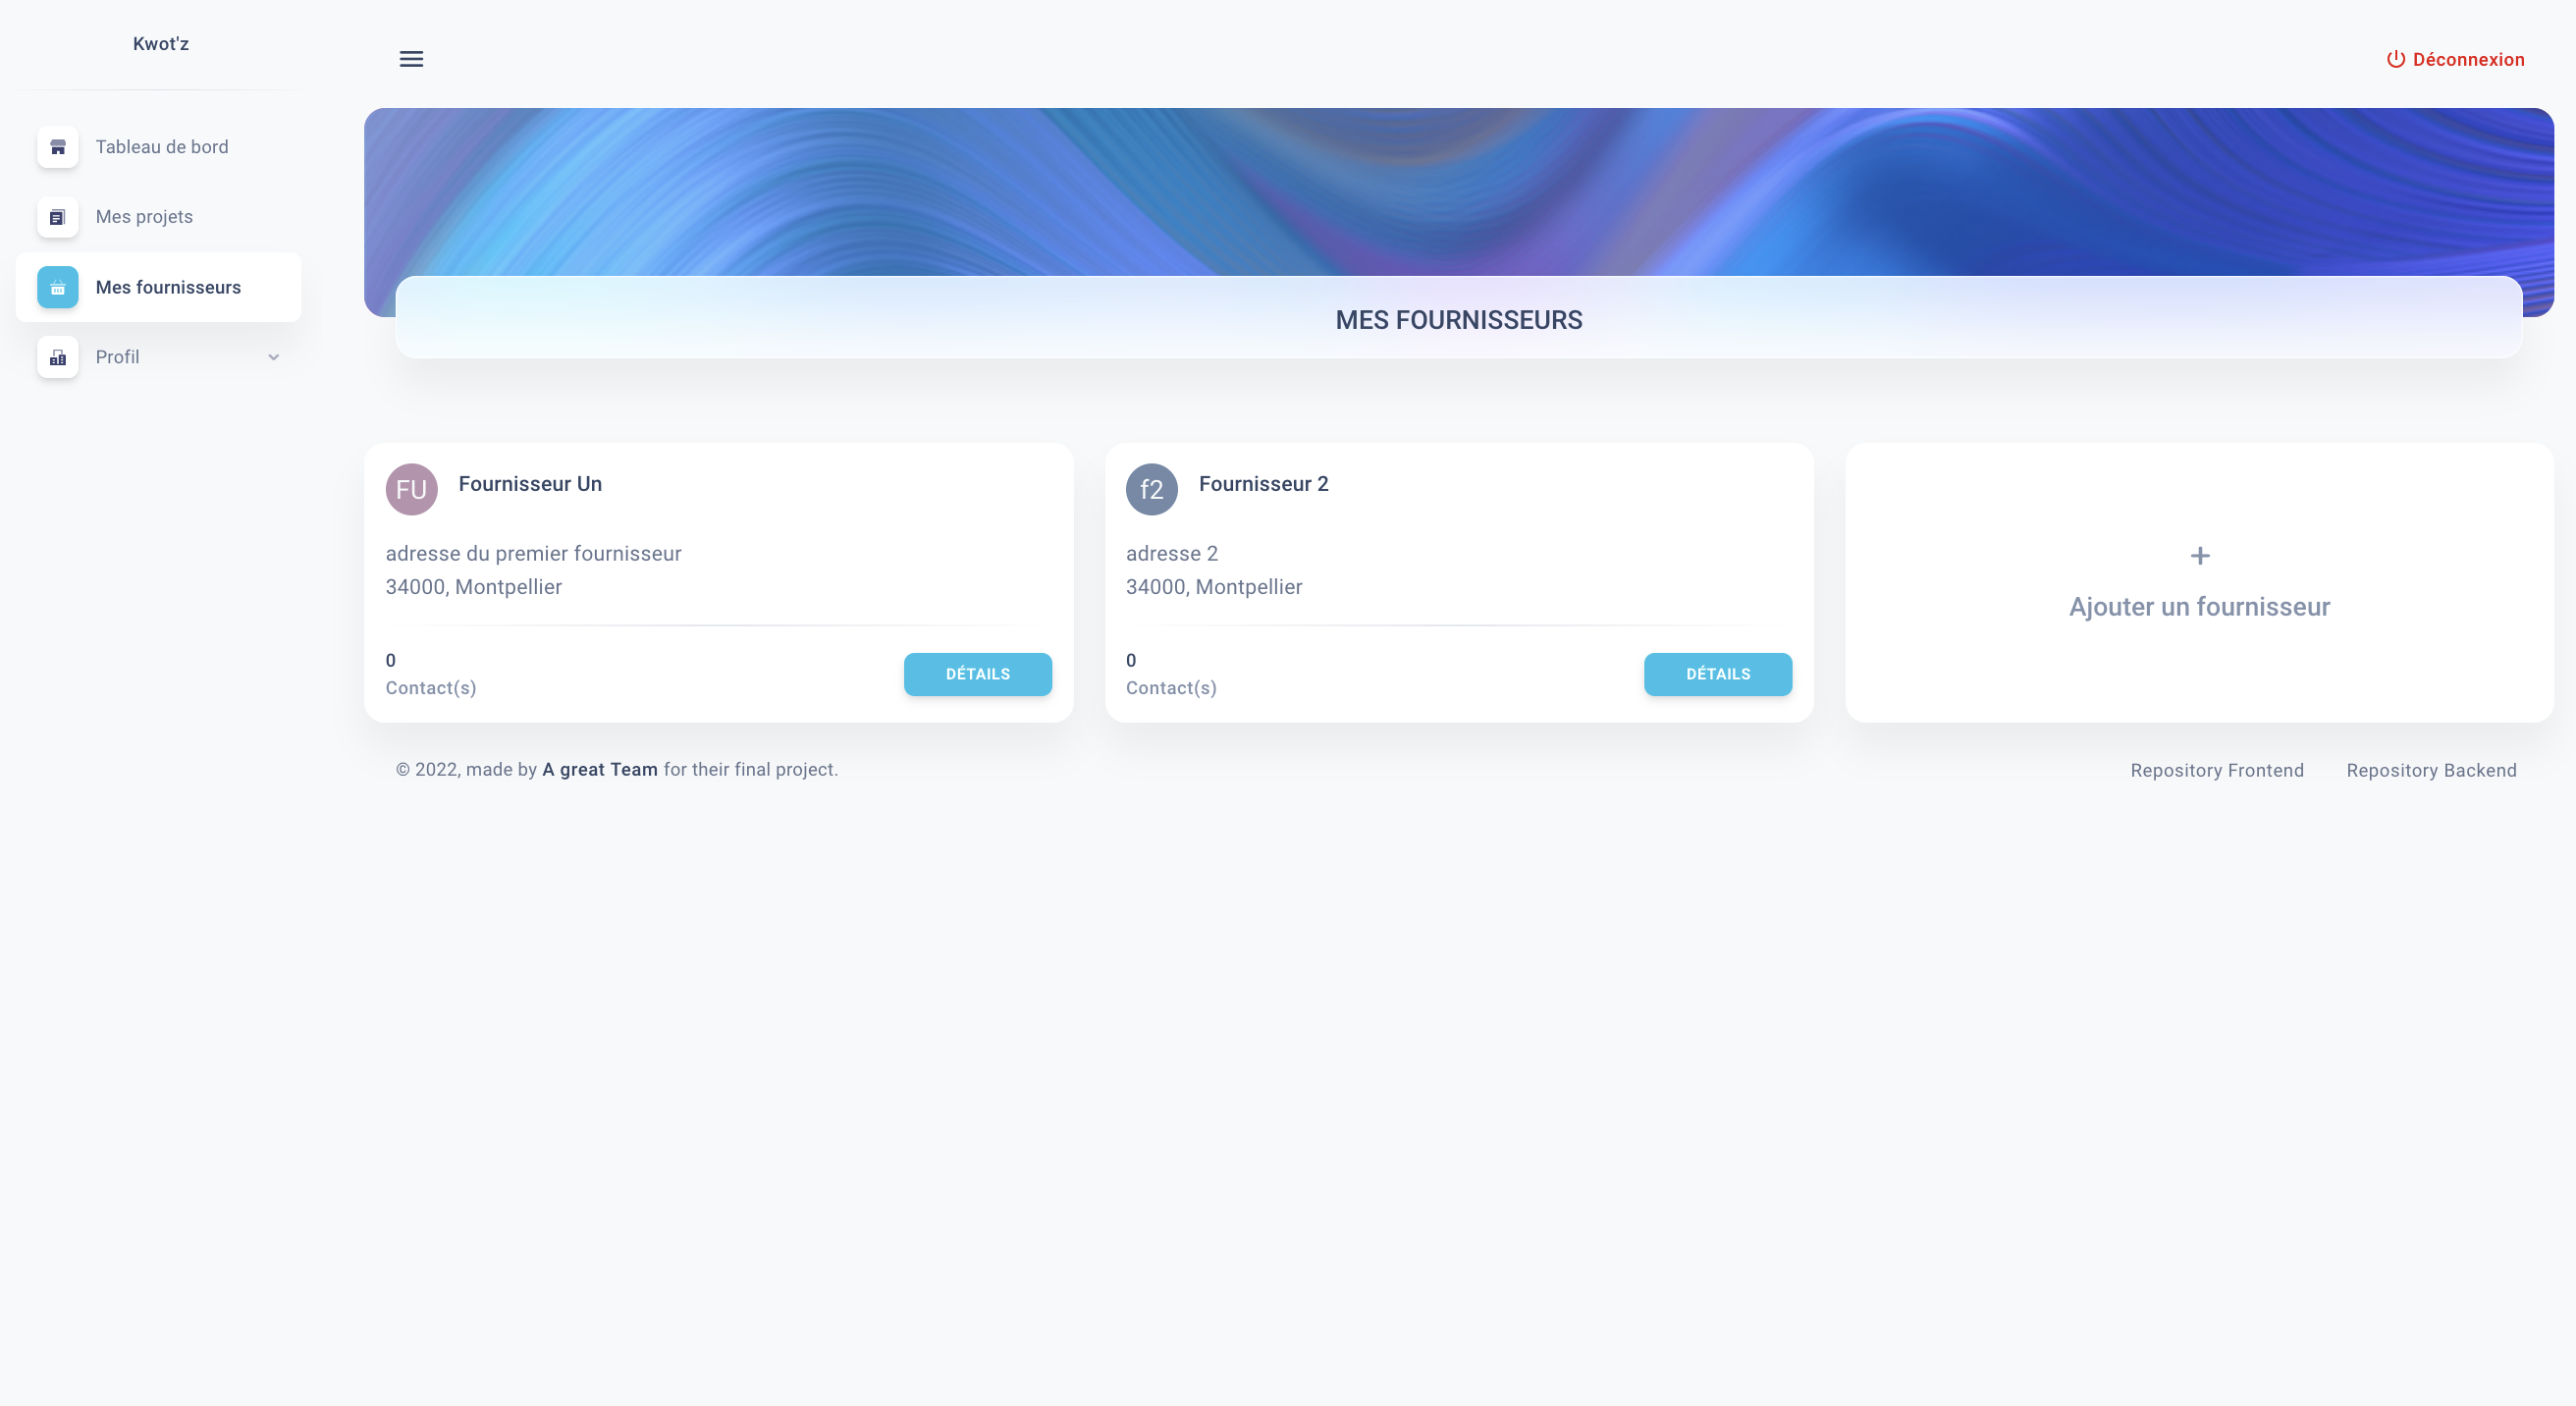 Kwot'z
Déconnexion
Tableau de bord
Mes projets
Mes fournisseurs
Profil
MES FOURNISSEURS
FU
Fournisseur Un
adresse du premier fournisseur
34000, Montpellier
0
Contact(s)
DÉTAILS
f2
Fournisseur 2
adresse 2
34000, Montpellier
0
Contact(s)
DÉTAILS
+
Ajouter un fournisseur
© 2022, made by A great Team for their final project.
Repository Frontend
Repository Backend